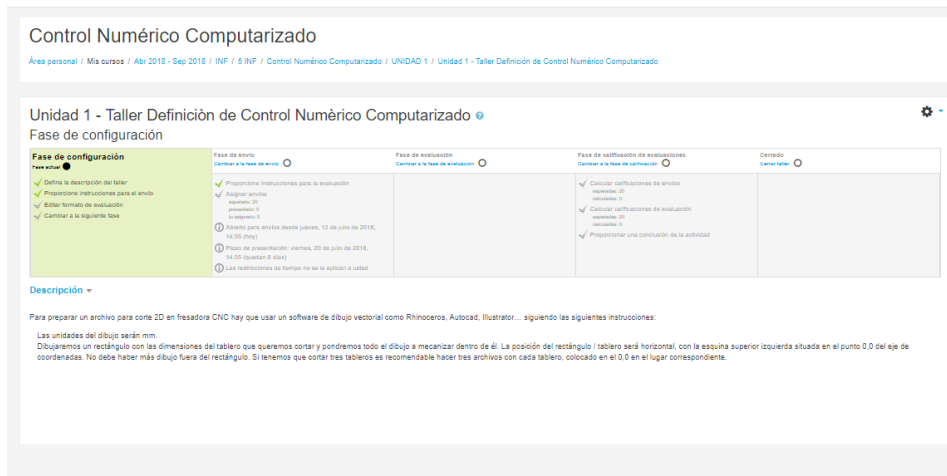 Control Numérico Computarizado
Área personal / Mis cursos / Abr 2018 - Sep 2018 / INF / 5 INF / Control Numérico Computarizado / UNIDAD 1 / Unidad 1 - Taller Definición de Control Numérico Computarizado
Unidad 1 - Taller Definiciòn de Control Numèrico Computarizado
Fase de configuración
Fase de configuración
Fase actual
Defina la descripción del taller
Proporcione instrucciones para el envío
Editar formato de evaluación
Cambiar a la siguiente fase
Fase de envío
Cambiar a la fase de envío
Proporcione instrucciones para la evaluación
Asignar envíos
esperado: 20
presentado: 0
lo asignado: 0
Abierto para envíos desde jueves, 12 de julio de 2018,
14:35 (hoy)
Plazo de presentación: viernes, 20 de julio de 2018,
14:35 (quedan 8 días)
Las restricciones de tiempo no se le aplican a usted
Fase de evaluación
Cambiar a la fase de evaluación
Fase de calificación de evaluaciones
Cambiar a la fase de calificación
Calcular calificaciones de envíos
esperadas: 20
calculadas: 0
Calcular calificaciones de evaluación
esperadas: 20
calculadas: 0
Proporcionar una conclusión de la actividad
Cerrado
Cerrar taller
Descripción
Para preparar un archivo para corte 2D en fresadora CNC hay que usar un software de dibujo vectorial como Rhinoceros, Autocad, Illustrator... siguiendo las siguientes instrucciones:
Las unidades del dibujo serán mm.
Dibujaremos un rectángulo con las dimensiones del tablero que queremos cortar y pondremos todo el dibujo a mecanizar dentro de él. La posición del rectángulo / tablero será horizontal, con la esquina superior izquierda situada en el punto 0,0 del eje de
coordenadas. No debe haber más dibujo fuera del rectángulo. Si tenemos que cortar tres tableros es recomendable hacer tres archivos con cada tablero, colocado en el 0,0 en el lugar correspondiente.